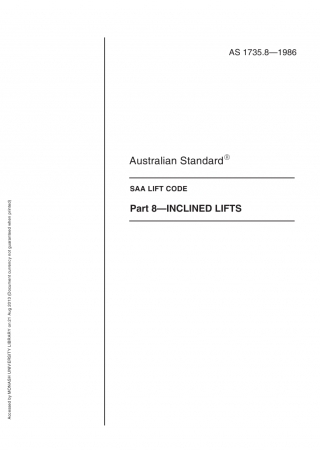 AS 1735.8—1986
Australian Standard®
SAA LIFT CODE
Part 8—INCLINED LIFTS
Accessed by MONASH UNIVERSITY LIBRARY on 21 Aug 2013 (Document currency not guaranteed when printed)